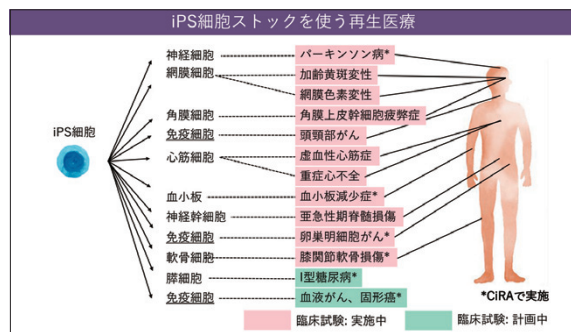 iPS細胞ストックを使う再生医療
iPS細胞
神経細胞 パーキンソン病*
網膜細胞 加齢黄斑変性
網膜色素変性
角膜細胞 角膜上皮幹細胞疲弊症
免疫細胞 頭頸部がん
心筋細胞 虚血性心筋症
重症心不全
血小板 血小板減少症*
神経幹細胞 亜急性期脊髄損傷
免疫細胞 卵巣明細胞がん*
軟骨細胞 膝関節軟骨損傷*
膵細胞 I型糖尿病*
免疫細胞 血液がん、固形癌*
*CiRAで実施
臨床試験: 実施中 臨床試験: 計画中